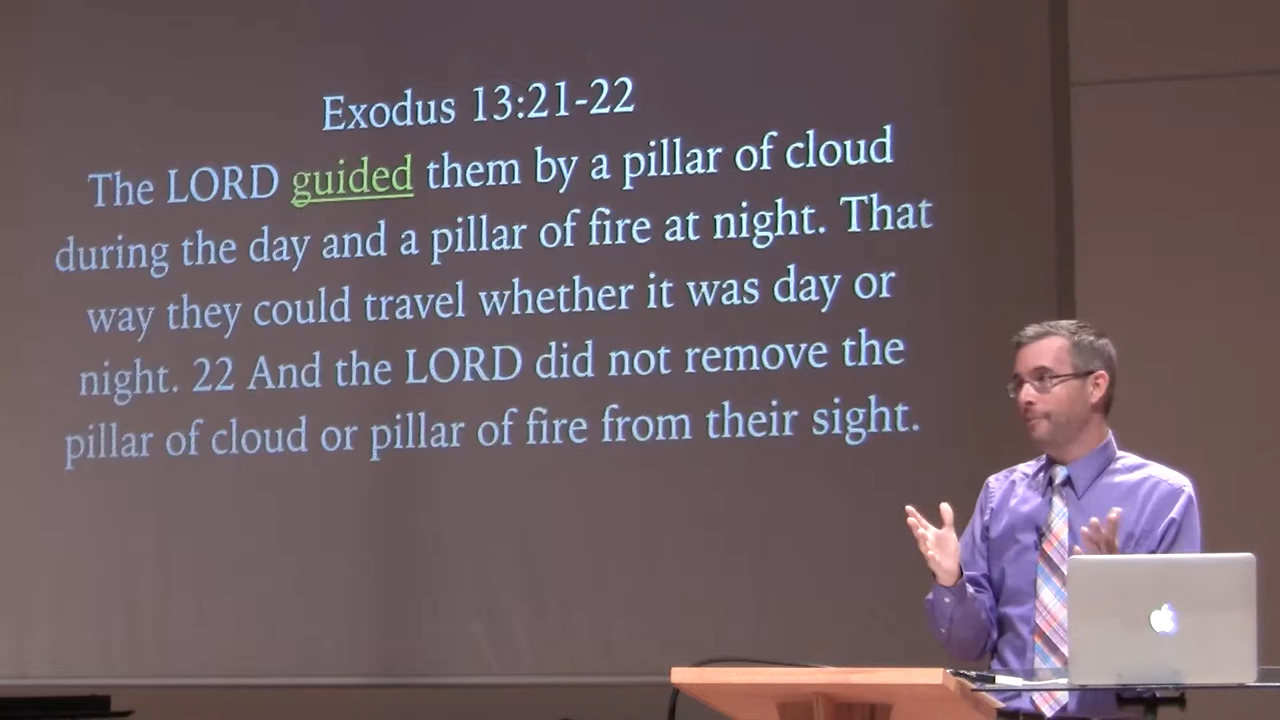 Exodus 13:21-22
The LORD guided them by a pillar of cloud
during the day and a pillar of fire at night. That
way they could travel whether it was day or
night. 22 And the LORD did not remove the
pillar of cloud or pillar of fire from their sight.